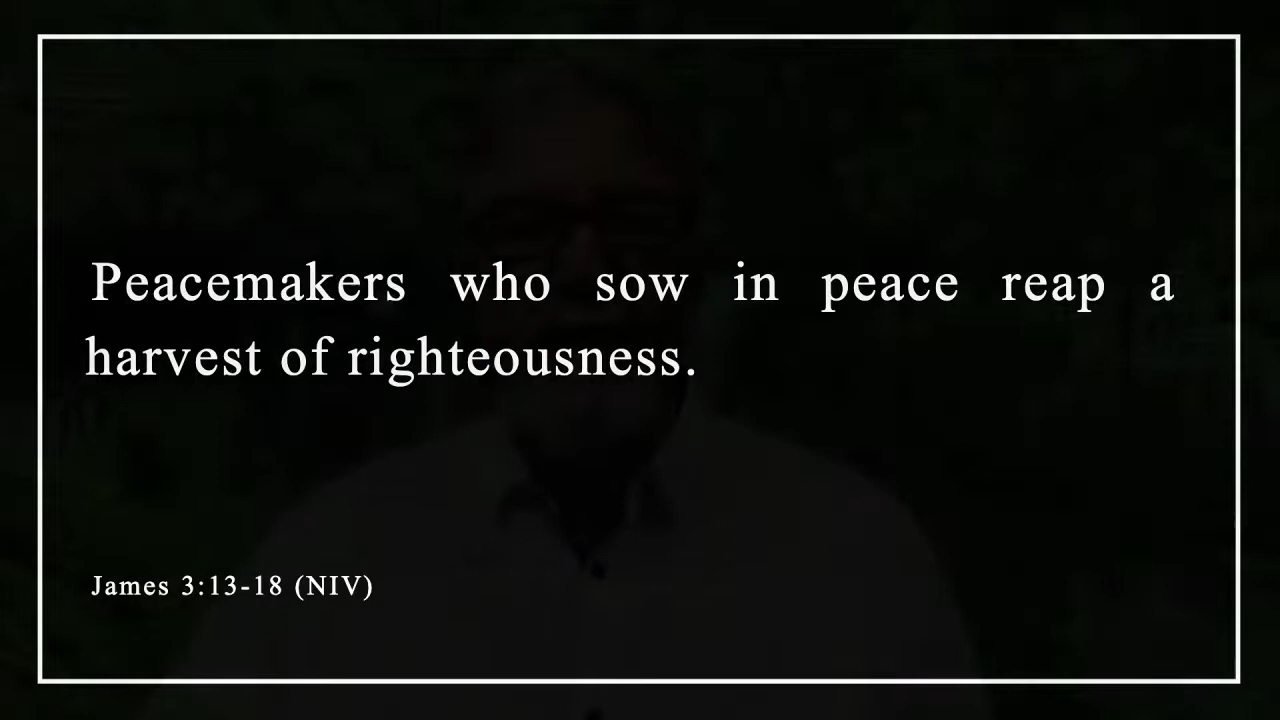 Peacemakers who sow in peace reap a
harvest of righteousness.
James 3:13-18 (NIV)